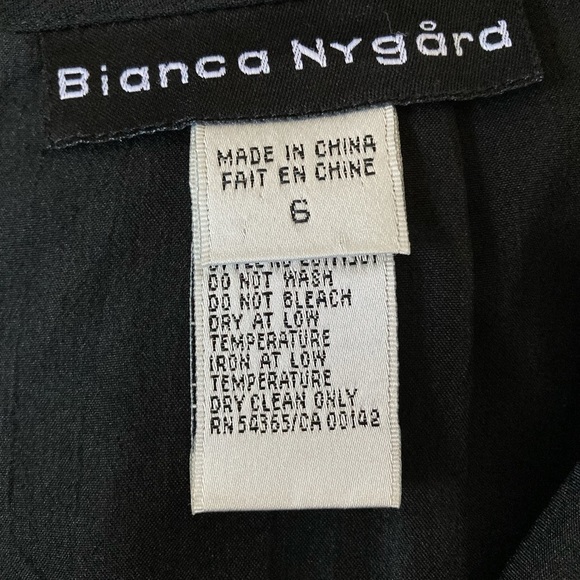 Bianca Nygård
MADE IN CHINA
FAIT EN CHINE
6
DO NOT WASH
DO NOT BLEACH
DRY AT LOW
TEMPERATURE
IRON AT LOW
TEMPERATURE
DRY CLEAN ONLY
RN 54365/CA 00142